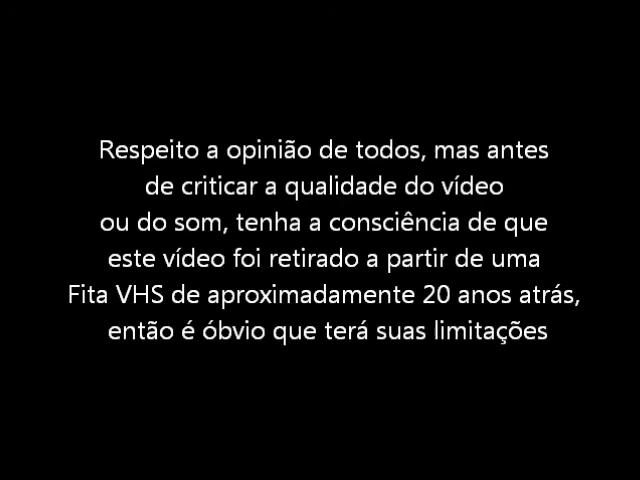 Respeito a opinião de todos, mas antes
de criticar a qualidade do vídeo
ou do som, tenha a consciência de que
este vídeo foi retirado a partir de uma
Fita VHS de aproximadamente 20 anos atrás,
então é óbvio que terá suas limitações